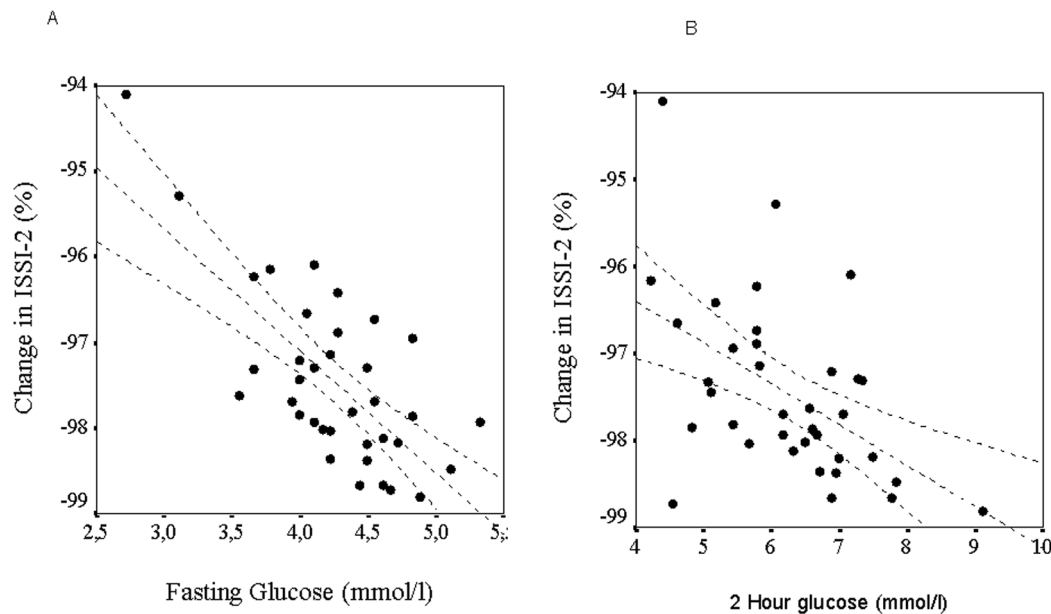 A
B
-94
-95
-96
-97
-98
-99
Change in ISSI-2 (%)
2,5 3,0 3,5 4,0 4,5 5,0
Fasting Glucose (mmol/l)
-94
-95
-96
-97
-98
-99
Change in ISSI-2 (%)
4 5 6 7 8 9 10
2 Hour glucose (mmol/l)